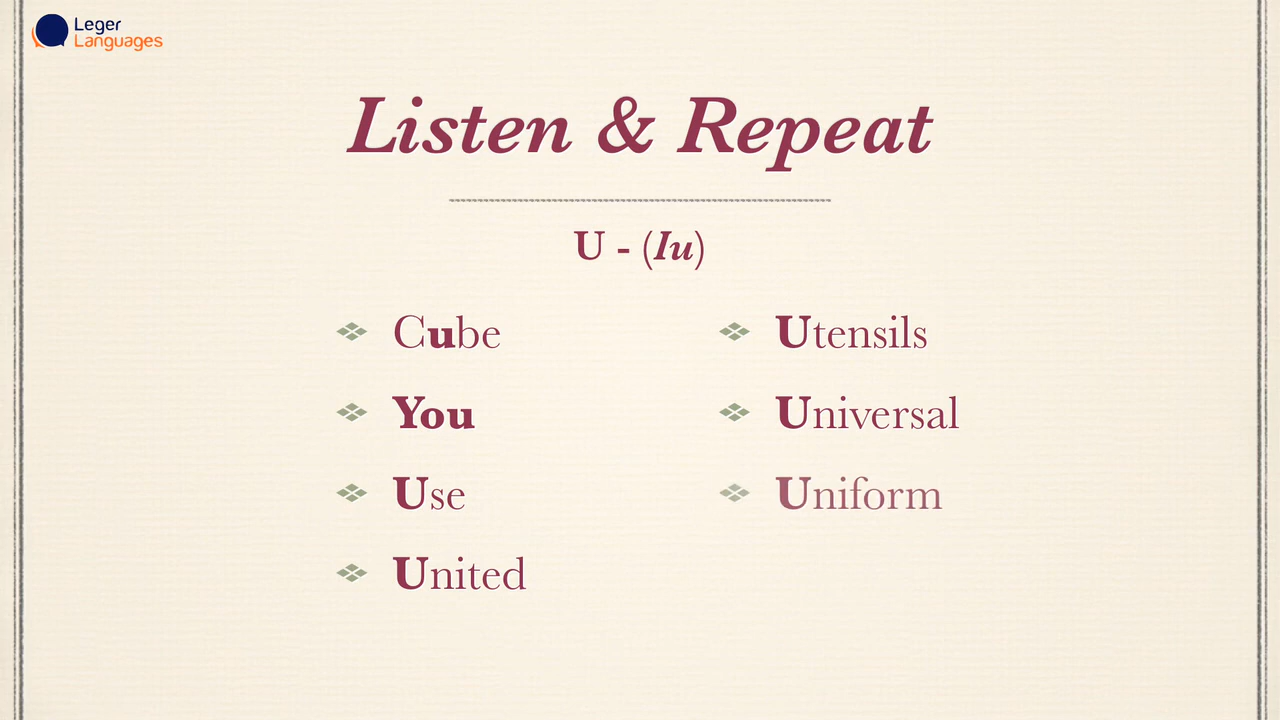 Leger
Languages
Listen & Repeat
U - (Iu)
Cube
You
Use
United
Utensils
Universal
Uniform